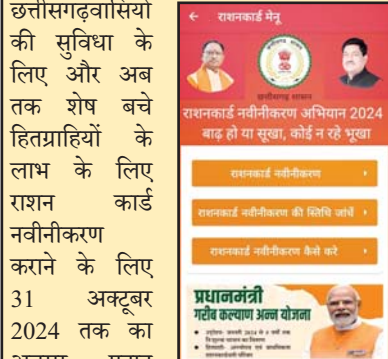 छत्तीसगढ़वासियों
की सुविधा के
लिए और अब
तक शेष बचे
हितग्राहियों के
लाभ के लिए
राशन कार्ड
नवीनीकरण
कराने के लिए
31 अक्टूबर
2024 तक का
राशनकार्ड मेनू
छत्तीसगढ़ शासन
राशनकार्ड नवीनीकरण अभियान 2024
बाढ़ हो या सूखा, कोई न रहे भूखा
राशनकार्ड नवीनीकरण
राशनकार्ड नवीनीकरण की स्तिथि जांचें
राशनकार्ड नवीनीकरण कैसे करे
प्रधानमंत्री
गरीब कल्याण अन्न योजना